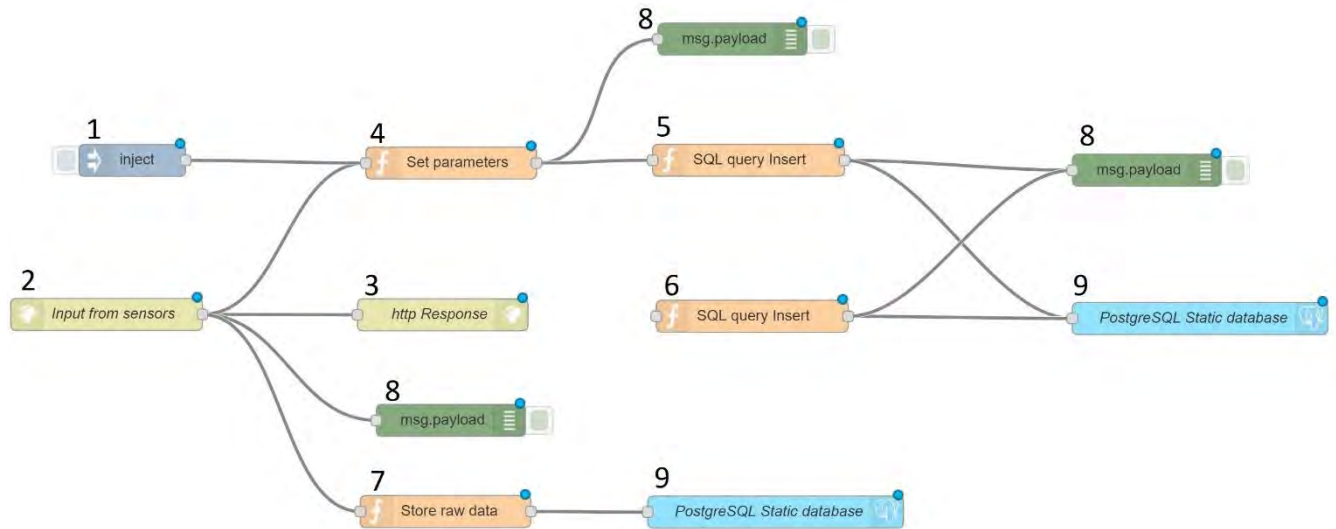 8
msg.payload
1
inject
4
Set parameters
5
SQL query Insert
8
msg.payload
2
Input from sensors
3
http Response
6
SQL query Insert
9
PostgreSQL Static database
8
msg.payload
7
Store raw data
9
PostgreSQL Static database